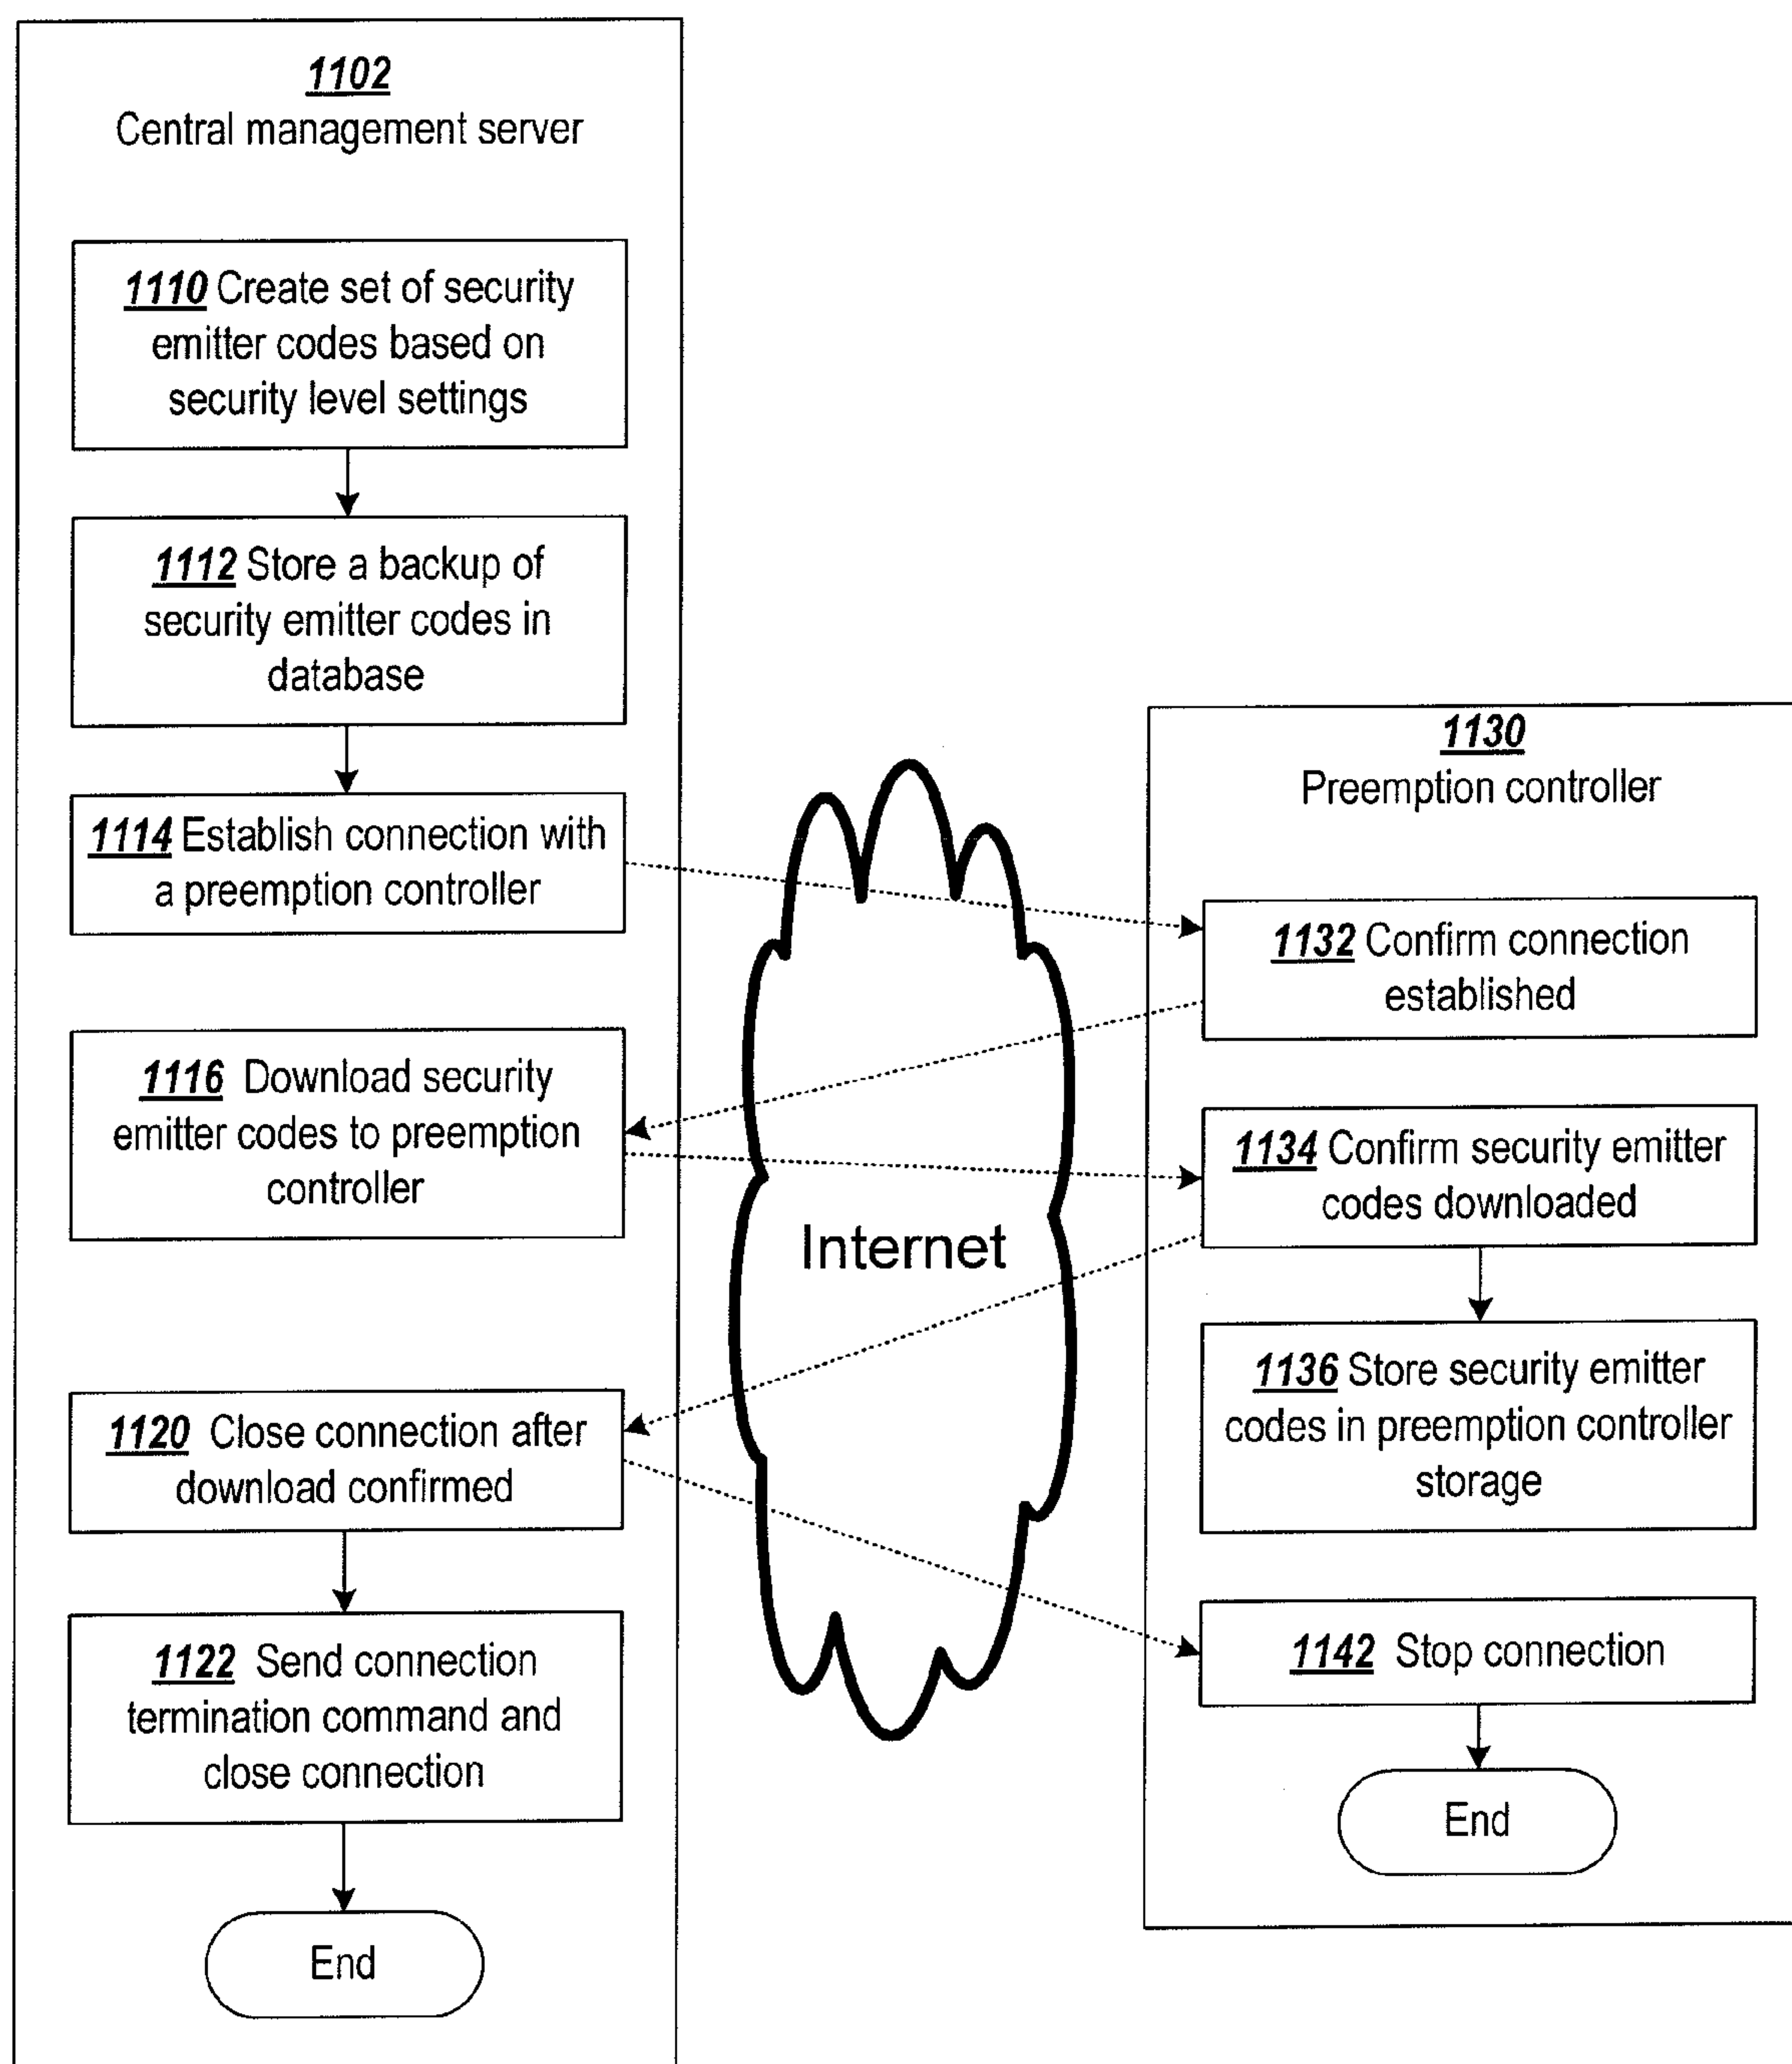 1102
Central management server
1110 Create set of security
emitter codes based on
security level settings
1112 Store a backup of
security emitter codes in
database
1114 Establish connection with
a preemption controller
1116 Download security
emitter codes to preemption
controller
1120 Close connection after
download confirmed
1122 Send connection
termination command and
close connection
End
Internet
1130
Preemption controller
1132 Confirm connection
established
1134 Confirm security emitter
codes downloaded
1136 Store security emitter
codes in preemption controller
storage
1142 Stop connection
End